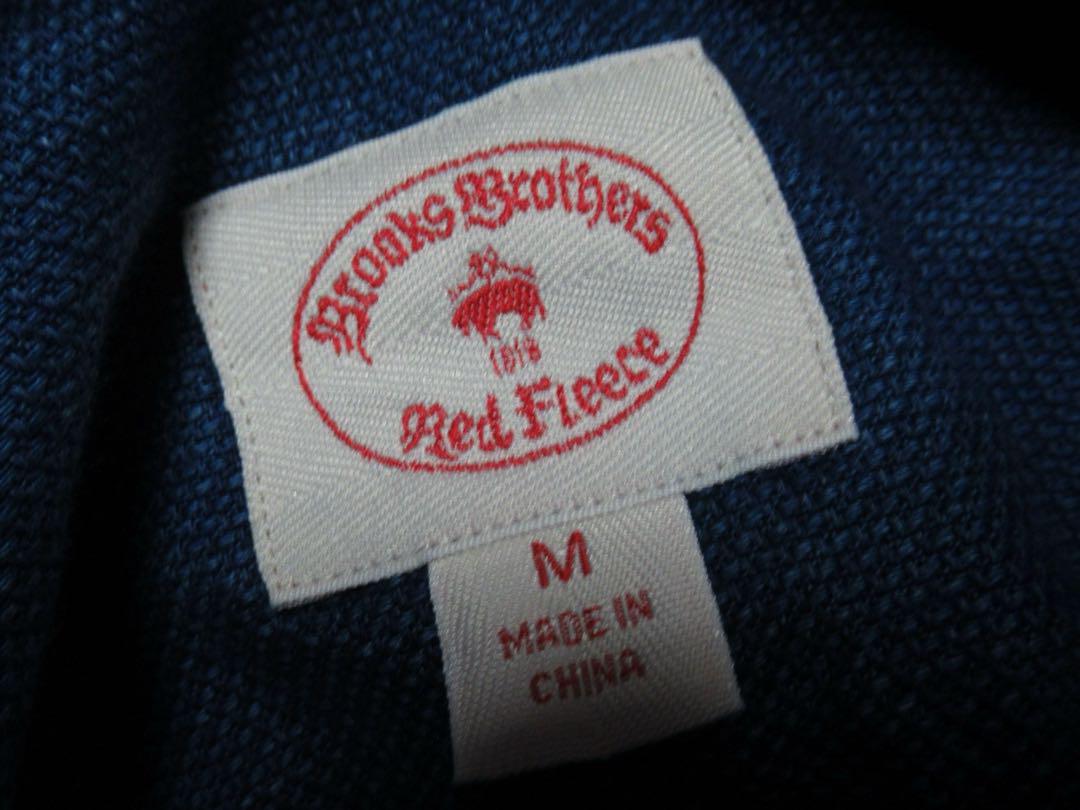 Brooks Brothers
1818
Red Fleece
M
MADE IN
CHINA